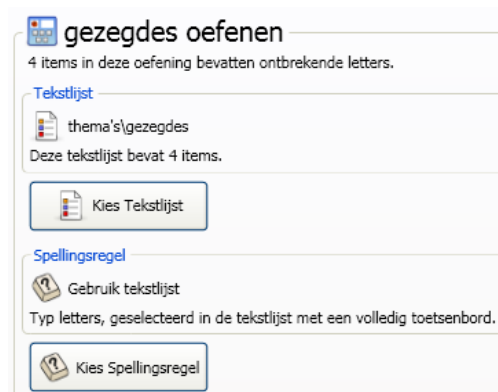 gezegdes oefenen
4 items in deze oefening bevatten ontbrekende letters.
Tekstlijst
thema's\gezegdes
Deze tekstlijst bevat 4 items.
Kies Tekstlijst
Spellingsregel
Gebruik tekstlijst
Typ letters, geselecteerd in de tekstlijst met een volledig toetsenbord.
Kies Spellingsregel